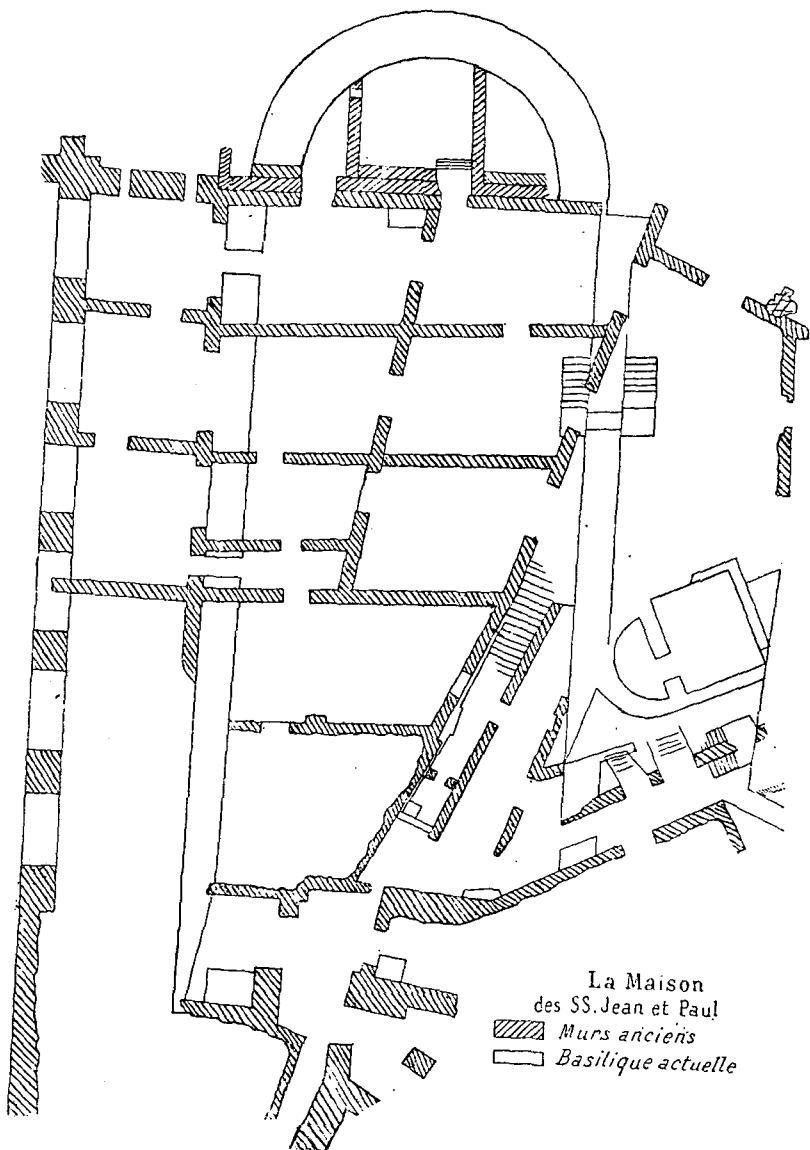 La Maison
des SS. Jean et Paul
Murs anciens
Basilique actuelle